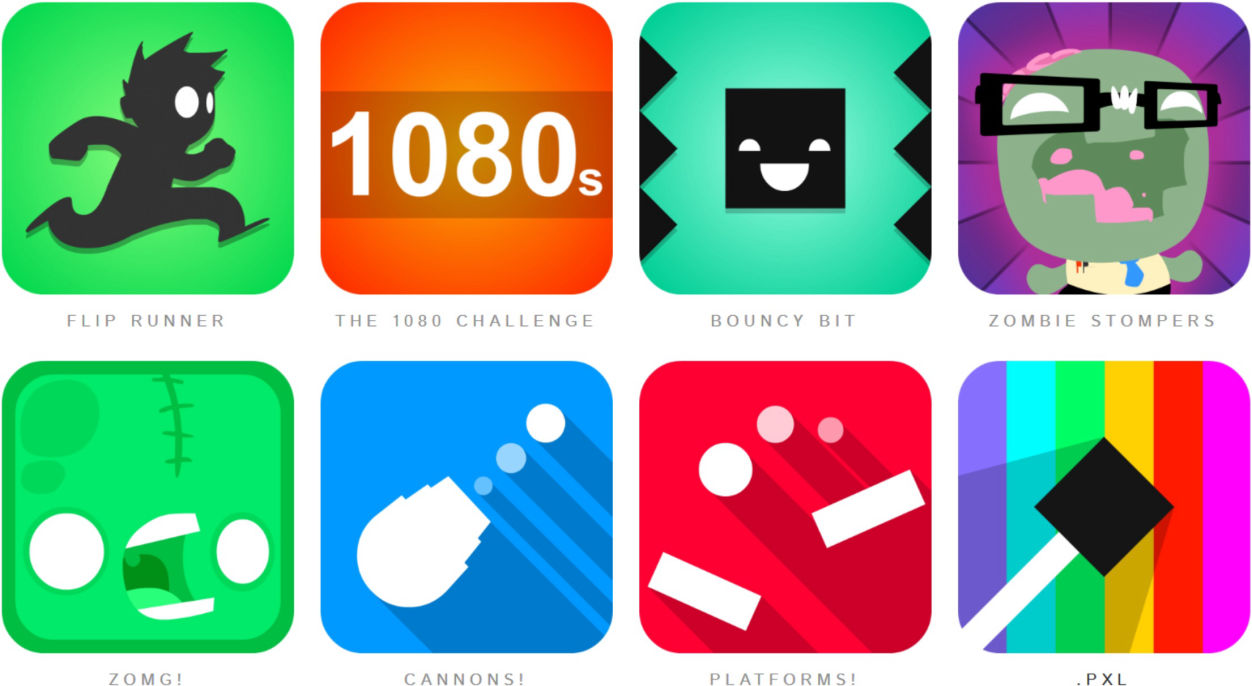 1080s
FLIP RUNNER
THE 1080 CHALLENGE
BOUNCY BIT
ZOMBIE STOMPERS
ZOMG!
CANNONS!
PLATFORMS!
.PXL